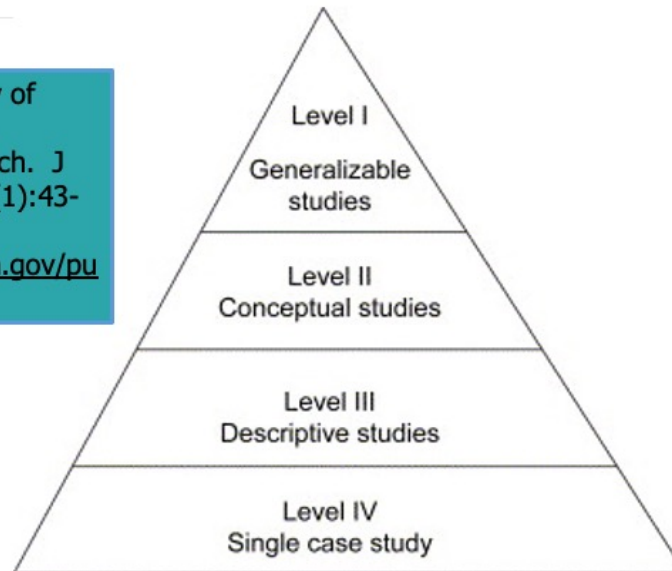 of
ch. J
(1):43-
.gov/pu
Level I
Generalizable
studies
Level II
Conceptual studies
Level III
Descriptive studies
Level IV
Single case study